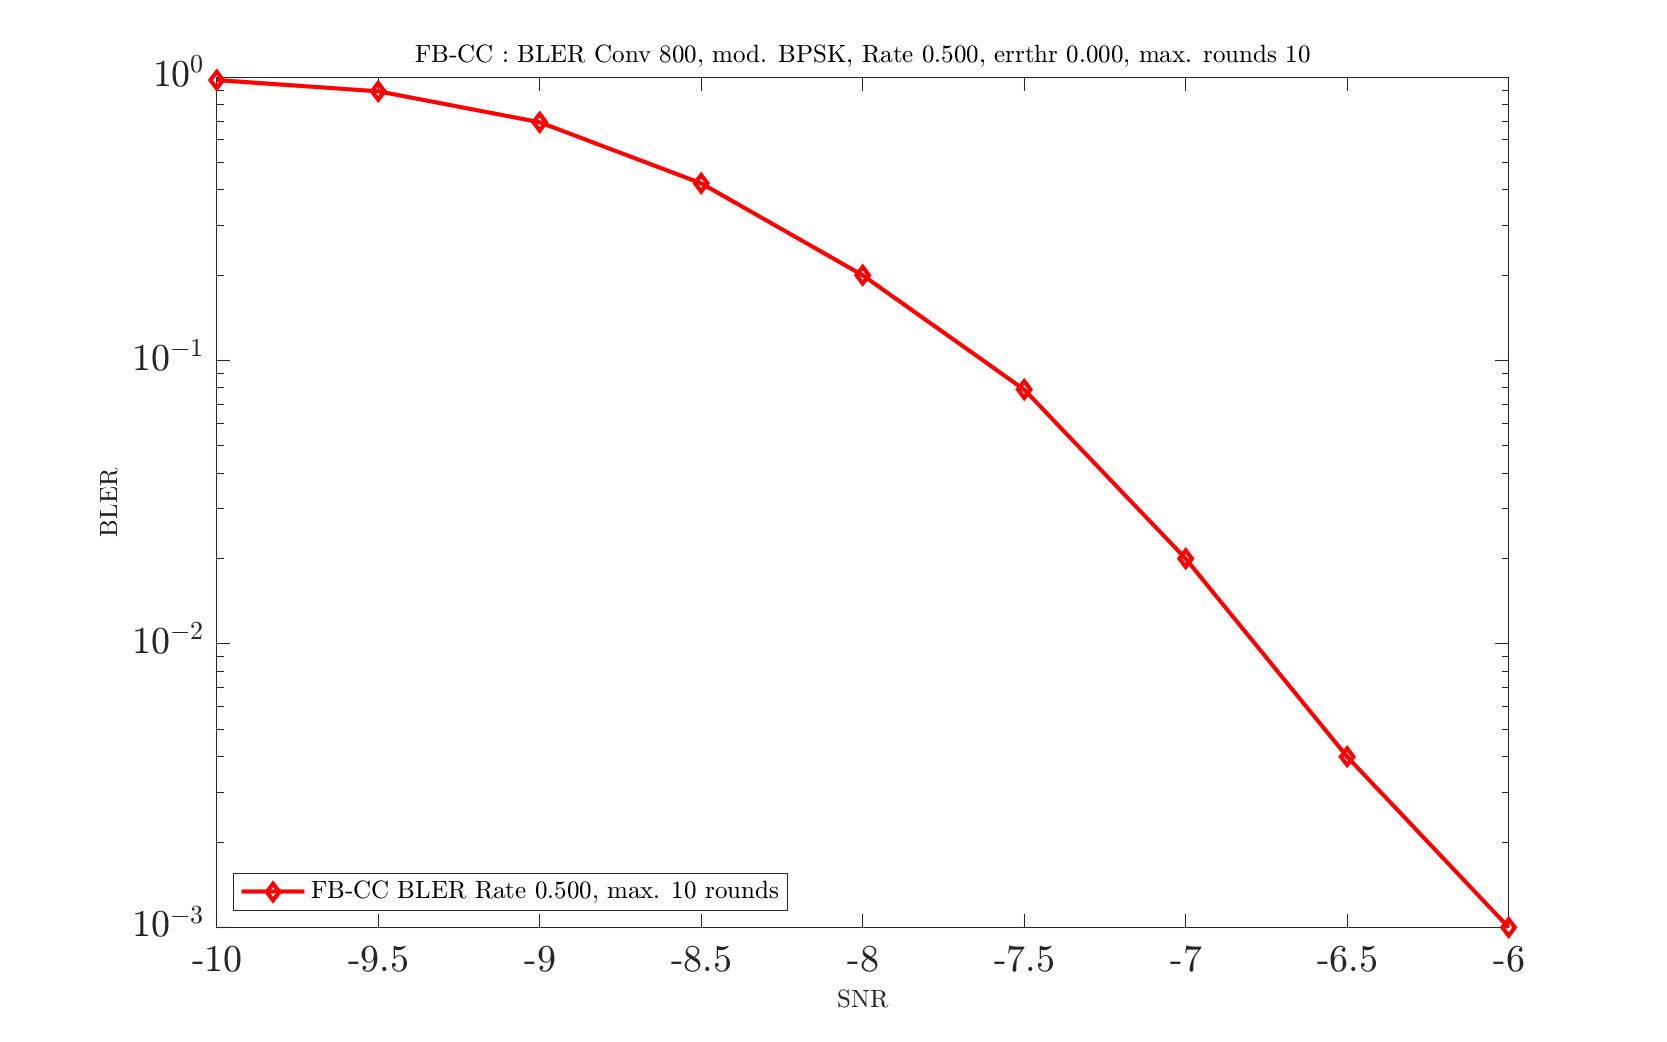 FB-CC : BLER Conv 800, mod. BPSK, Rate 0.500, errthr 0.000, max. rounds 10
10^0
10^-1
10^-2
10^-3
BLER
FB-CC BLER Rate 0.500, max. 10 rounds
-10 -9.5 -9 -8.5 -8 -7.5 -7 -6.5 -6
SNR